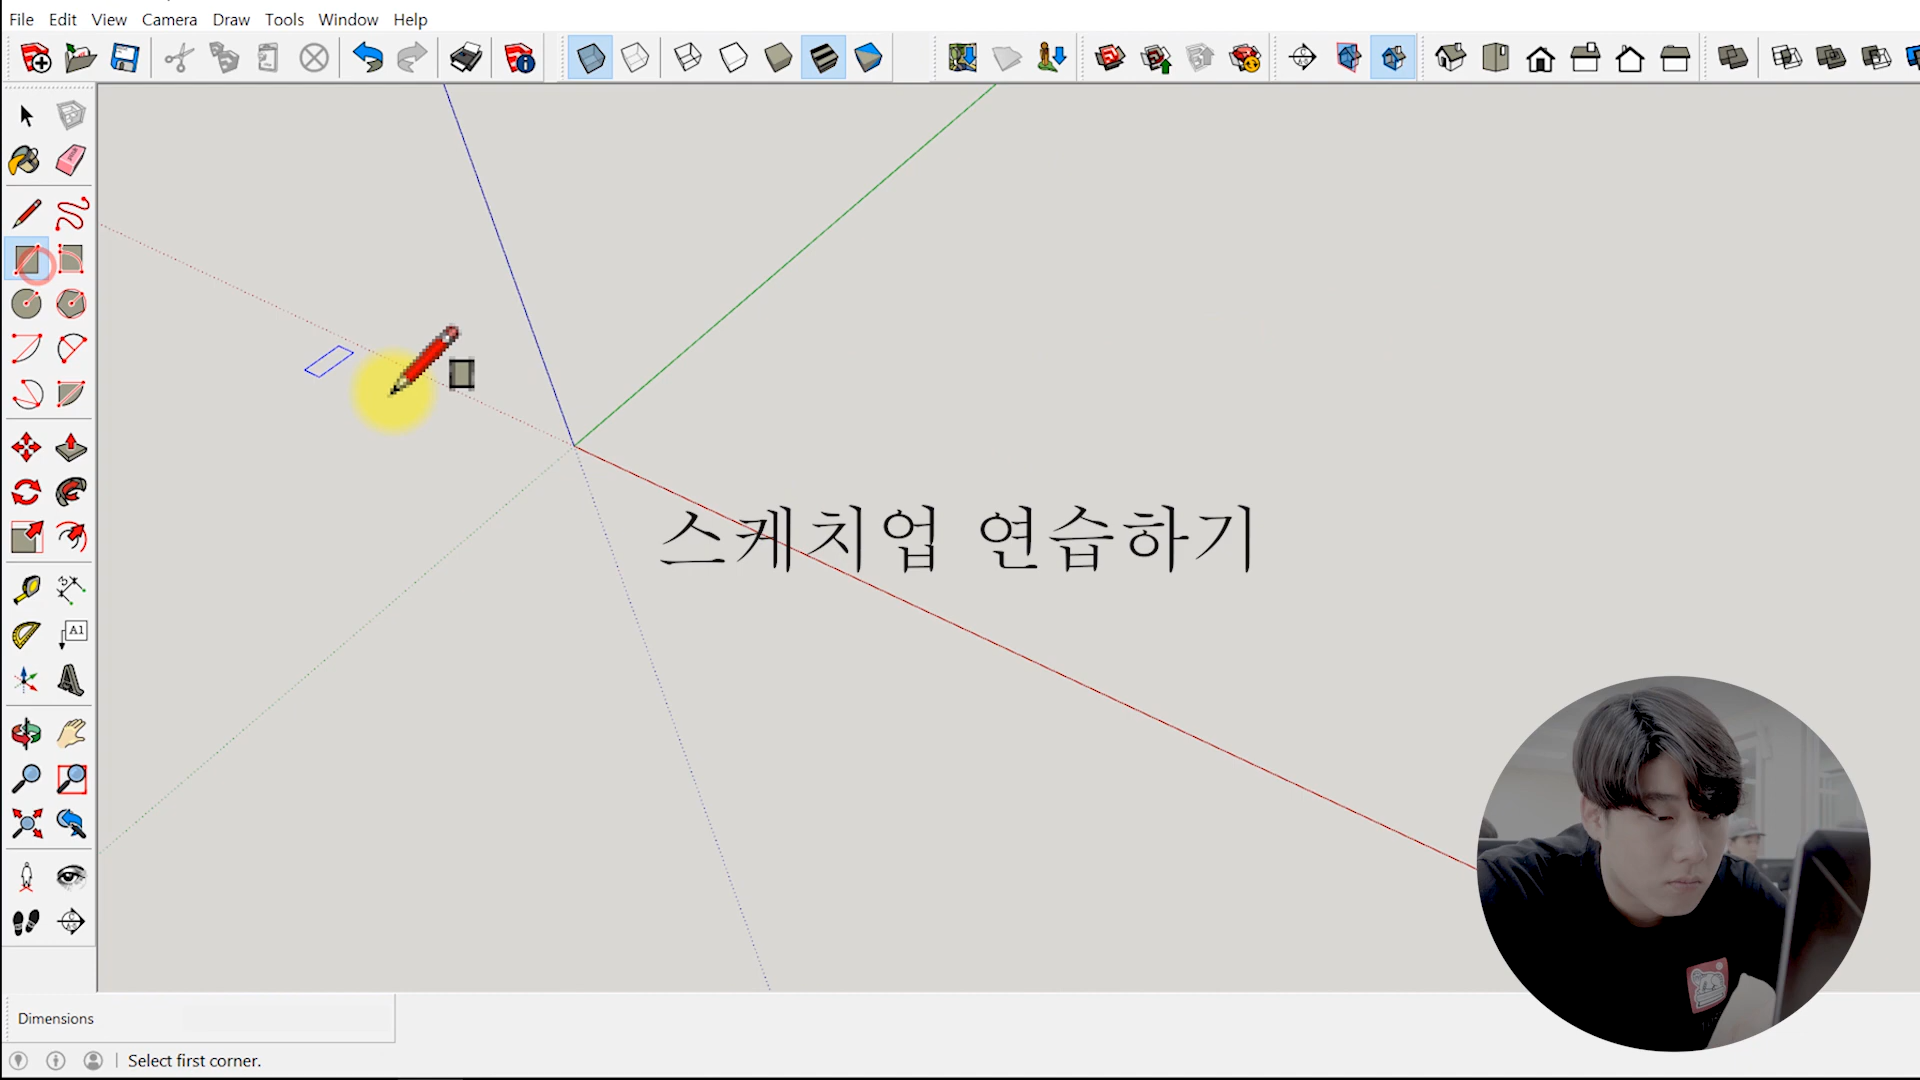 File Edit View Camera Draw Tools Window Help
A1
스케치업 연습하기
Dimensions
Select first corner.